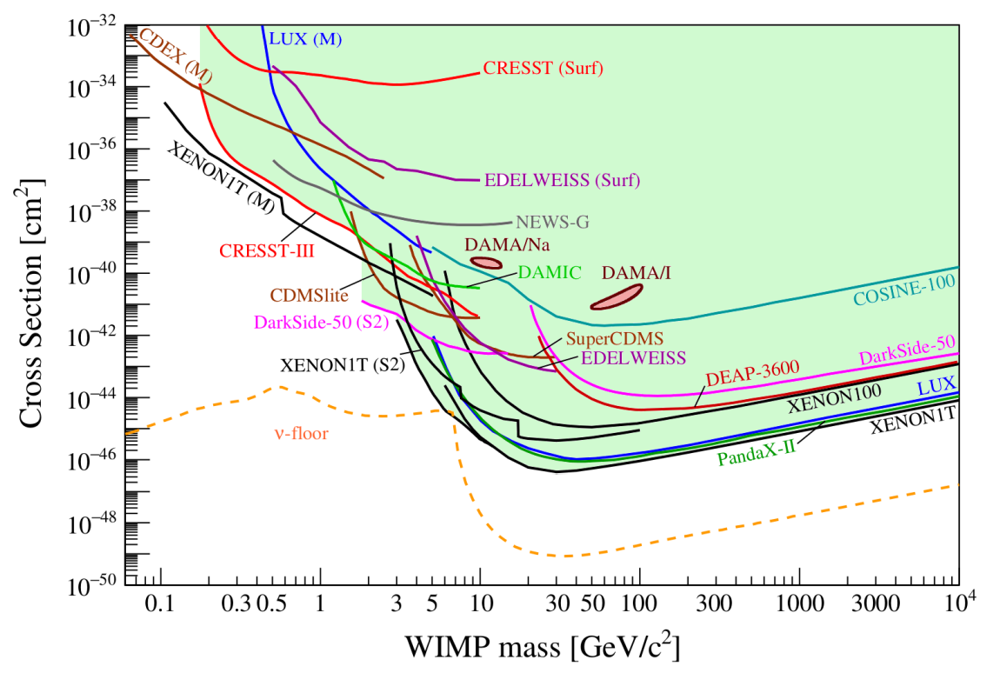 10⁻³²
10⁻³⁴
10⁻³⁶
10⁻³⁸
10⁻⁴⁰
10⁻⁴²
10⁻⁴⁴
10⁻⁴⁶
10⁻⁴⁸
10⁻⁵⁰
Cross Section [cm²]
CDEX (M)
LUX (M)
CRESST (Surf)
XENON1T (M)
EDELWEISS (Surf)
NEWS-G
CRESST-III
DAMA/Na
DAMIC
DAMA/I
COSINE-100
CDMSlite
DarkSide-50 (S2)
SuperCDMS
XENON1T (S2)
EDELWEISS
DarkSide-50
DEAP-3600
XENON100
LUX
XENON1T
PandaX-II
ν-floor
0.1 0.3 0.5 1 3 5 10 30 50 100 300 1000 3000 10⁴
WIMP mass [GeV/c²]